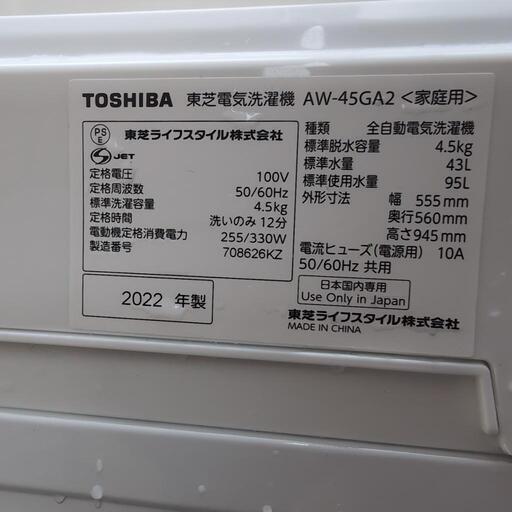 TOSHIBA 東芝電気洗濯機 AW-45GA2 <家庭用>
PS
E
東芝ライフスタイル株式会社
S JET
定格電圧 100V
定格周波数 50/60Hz
標準洗濯容量 4.5kg
定格時間 洗いのみ 12分
電動機定格消費電力 255/330W
製造番号 708626KZ
2022 年製
種類 全自動電気洗濯機
標準脱水容量 4.5kg
標準水量 43L
標準使用水量 95L
外形寸法 幅 555mm
奥行560mm
高さ945mm
電流ヒューズ(電源用) 10A
50/60Hz 共用
日本国内専用
Use Only in Japan
東芝ライフスタイル株式会社
MADE IN CHINA